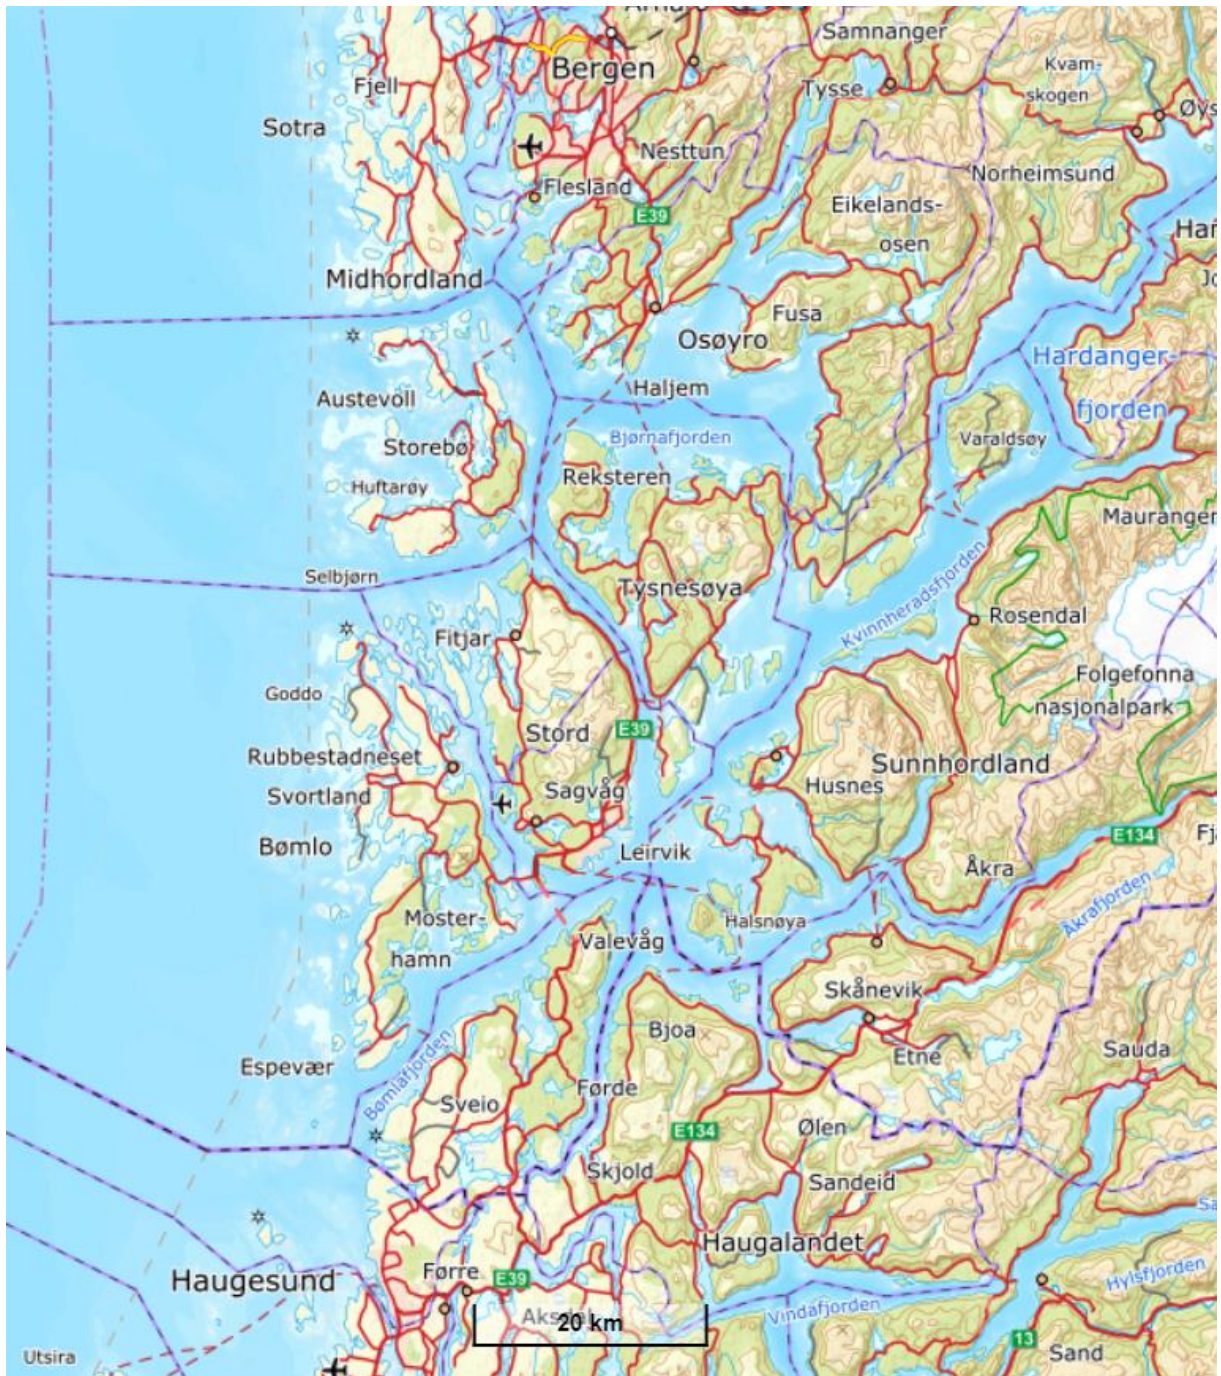 Bergen
Samnanger
Kvam-
skogen
Fjell
Tysse
Sotra
Nesttun
Norheimsund
Flesland
E39
Eikelands-
osen
Midhordland
Fusa
Osøyro
Hardanger-
fjorden
Haljem
Austevoll
Storebø
Bjørnafjorden
Varaldsøy
Reksteren
Huftarøy
Mauranger
Selbjørn
Tysnesøya
Kvinnheradsfjorden
Rosendal
Fitjar
Folgefonna
nasjonalpark
Goddo
Stord
E39
Rubbestadneset
Sunnhordland
Husnes
Svortland
Sagvåg
E134
Bømlo
Leirvik
Åkra
Åkrafjorden
Moster-
hamn
Halsnøya
Valevåg
Skånevik
Bjoa
Etne
Sauda
Espevær
Bømlafjorden
Førde
Sveio
E134
Ølen
Skjold
Sandeid
Haugalandet
Haugesund
Førre
E39
Hylsfjorden
Aksdal
20 km
Vindafjorden
13
Sand
Utsira